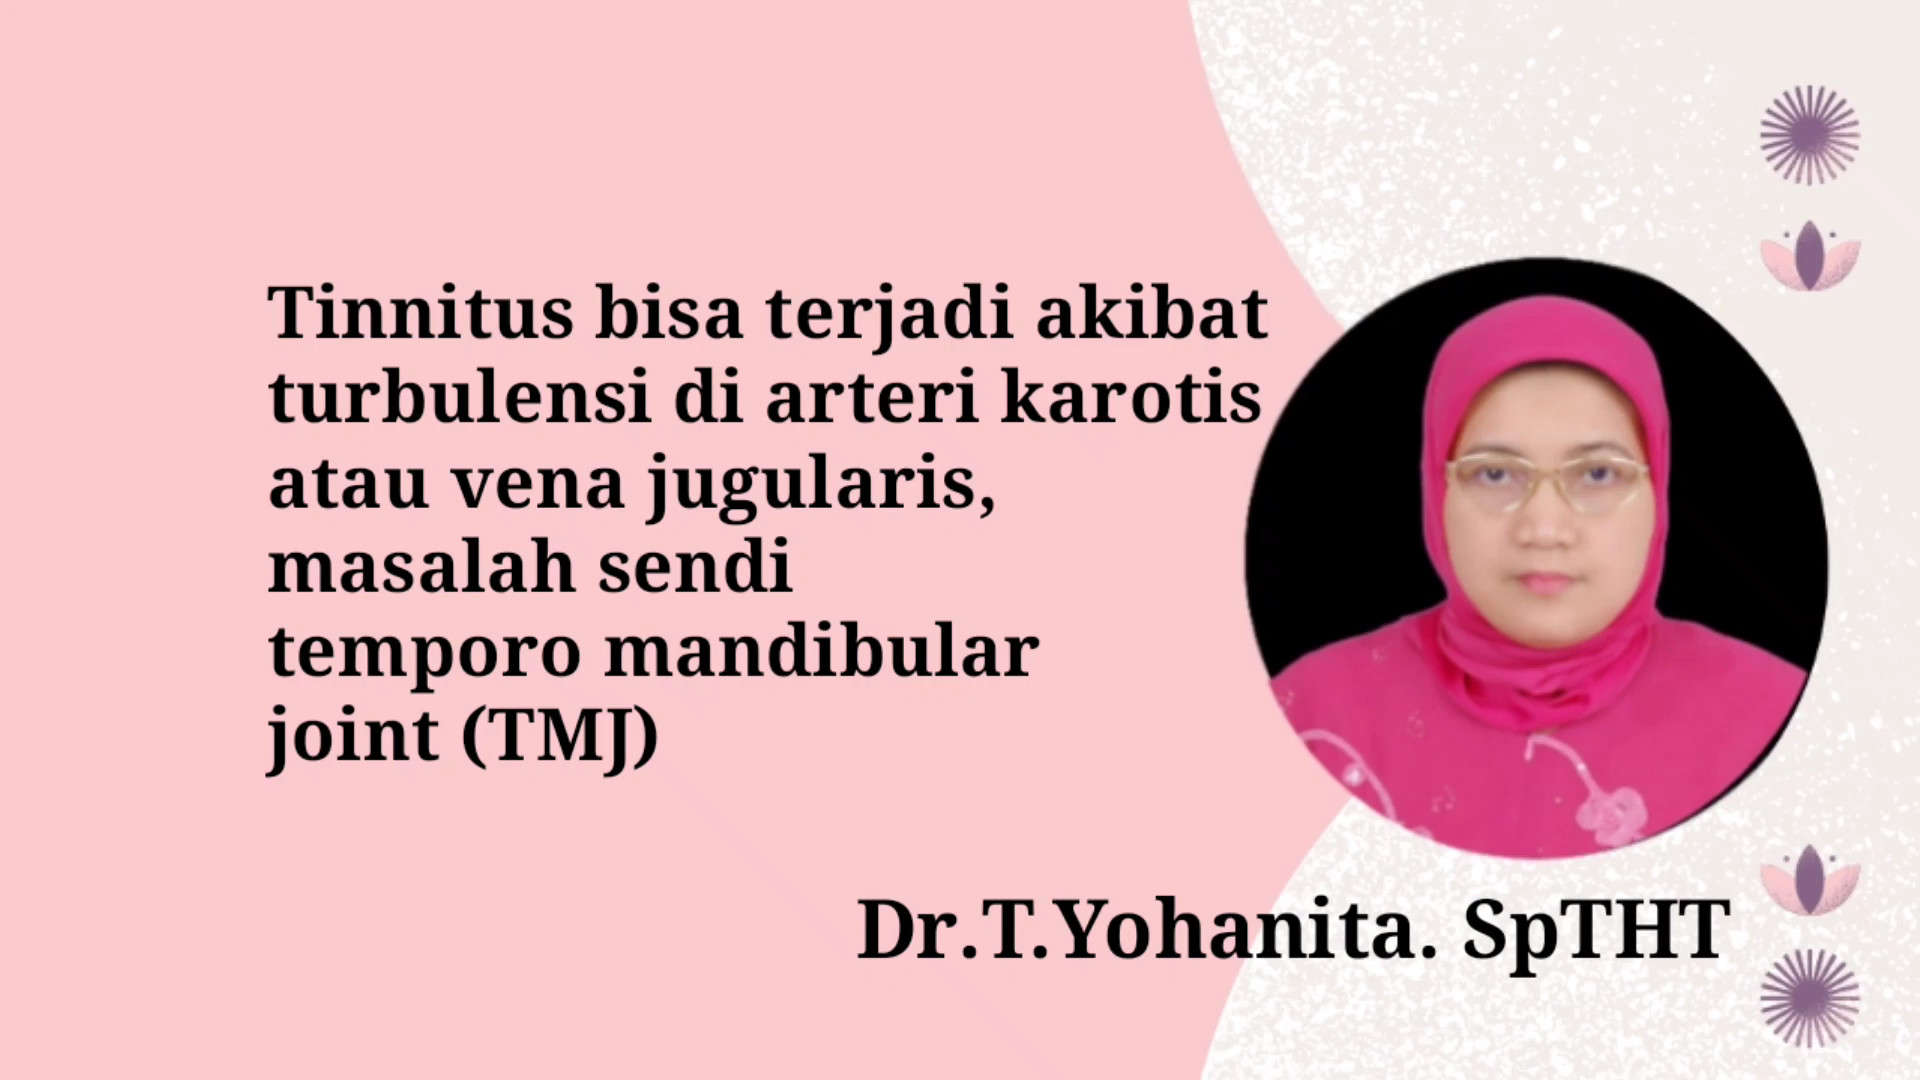 Tinnitus bisa terjadi akibat
turbulensi di arteri karotis
atau vena jugularis,
masalah sendi
temporo mandibular
joint (TMJ)
Dr.T.Yohanita. SpTHT